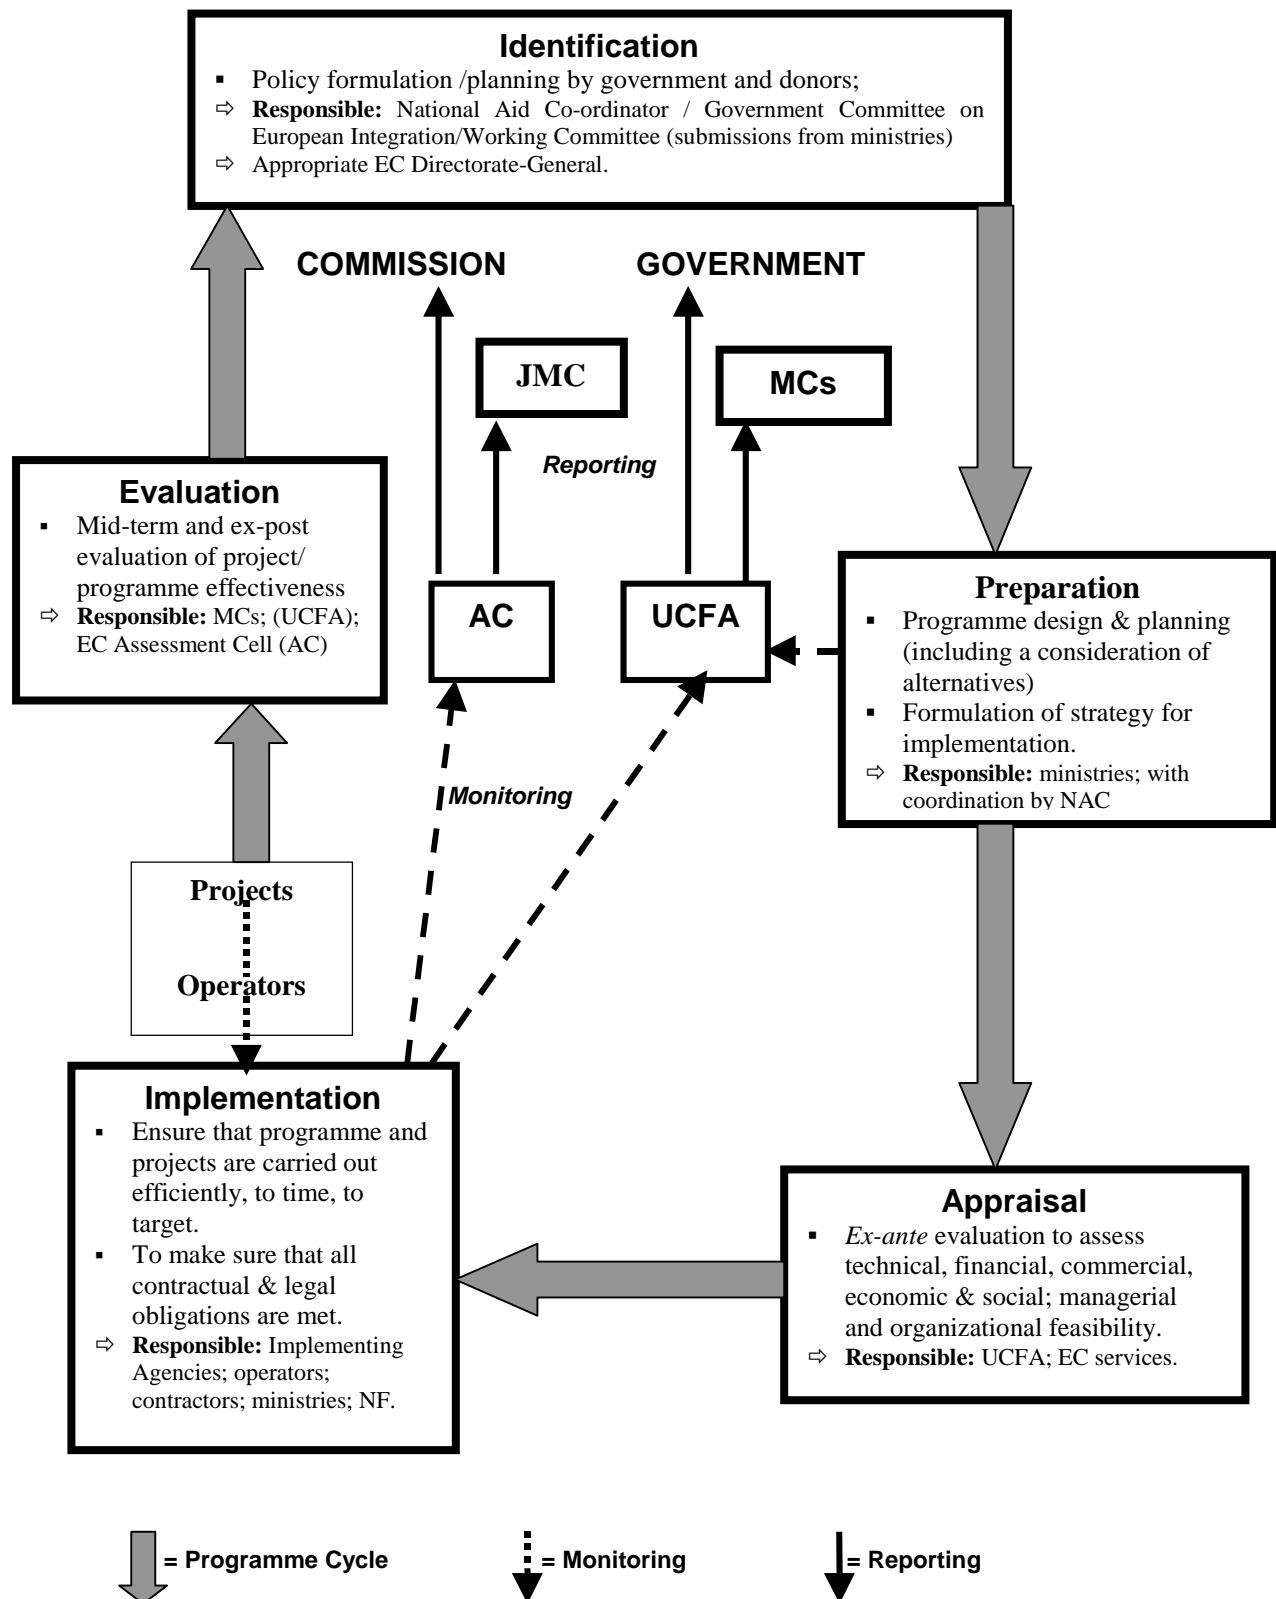 Identification
▪ Policy formulation /planning by government and donors;
⇨ Responsible: National Aid Co-ordinator / Government Committee on
European Integration/Working Committee (submissions from ministries)
⇨ Appropriate EC Directorate-General.
COMMISSION
GOVERNMENT
JMC
MCs
Reporting
Evaluation
▪ Mid-term and ex-post
evaluation of project/
programme effectiveness
⇨ Responsible: MCs; (UCFA);
EC Assessment Cell (AC)
AC
UCFA
Preparation
▪ Programme design & planning
(including a consideration of
alternatives)
▪ Formulation of strategy for
implementation.
⇨ Responsible: ministries; with
coordination by NAC
Monitoring
Projects
Operators
Implementation
▪ Ensure that programme and
projects are carried out
efficiently, to time, to
target.
▪ To make sure that all
contractual & legal
obligations are met.
⇨ Responsible: Implementing
Agencies; operators;
contractors; ministries; NF.
Appraisal
▪ Ex-ante evaluation to assess
technical, financial, commercial,
economic & social; managerial
and organizational feasibility.
⇨ Responsible: UCFA; EC services.
= Programme Cycle
= Monitoring
= Reporting